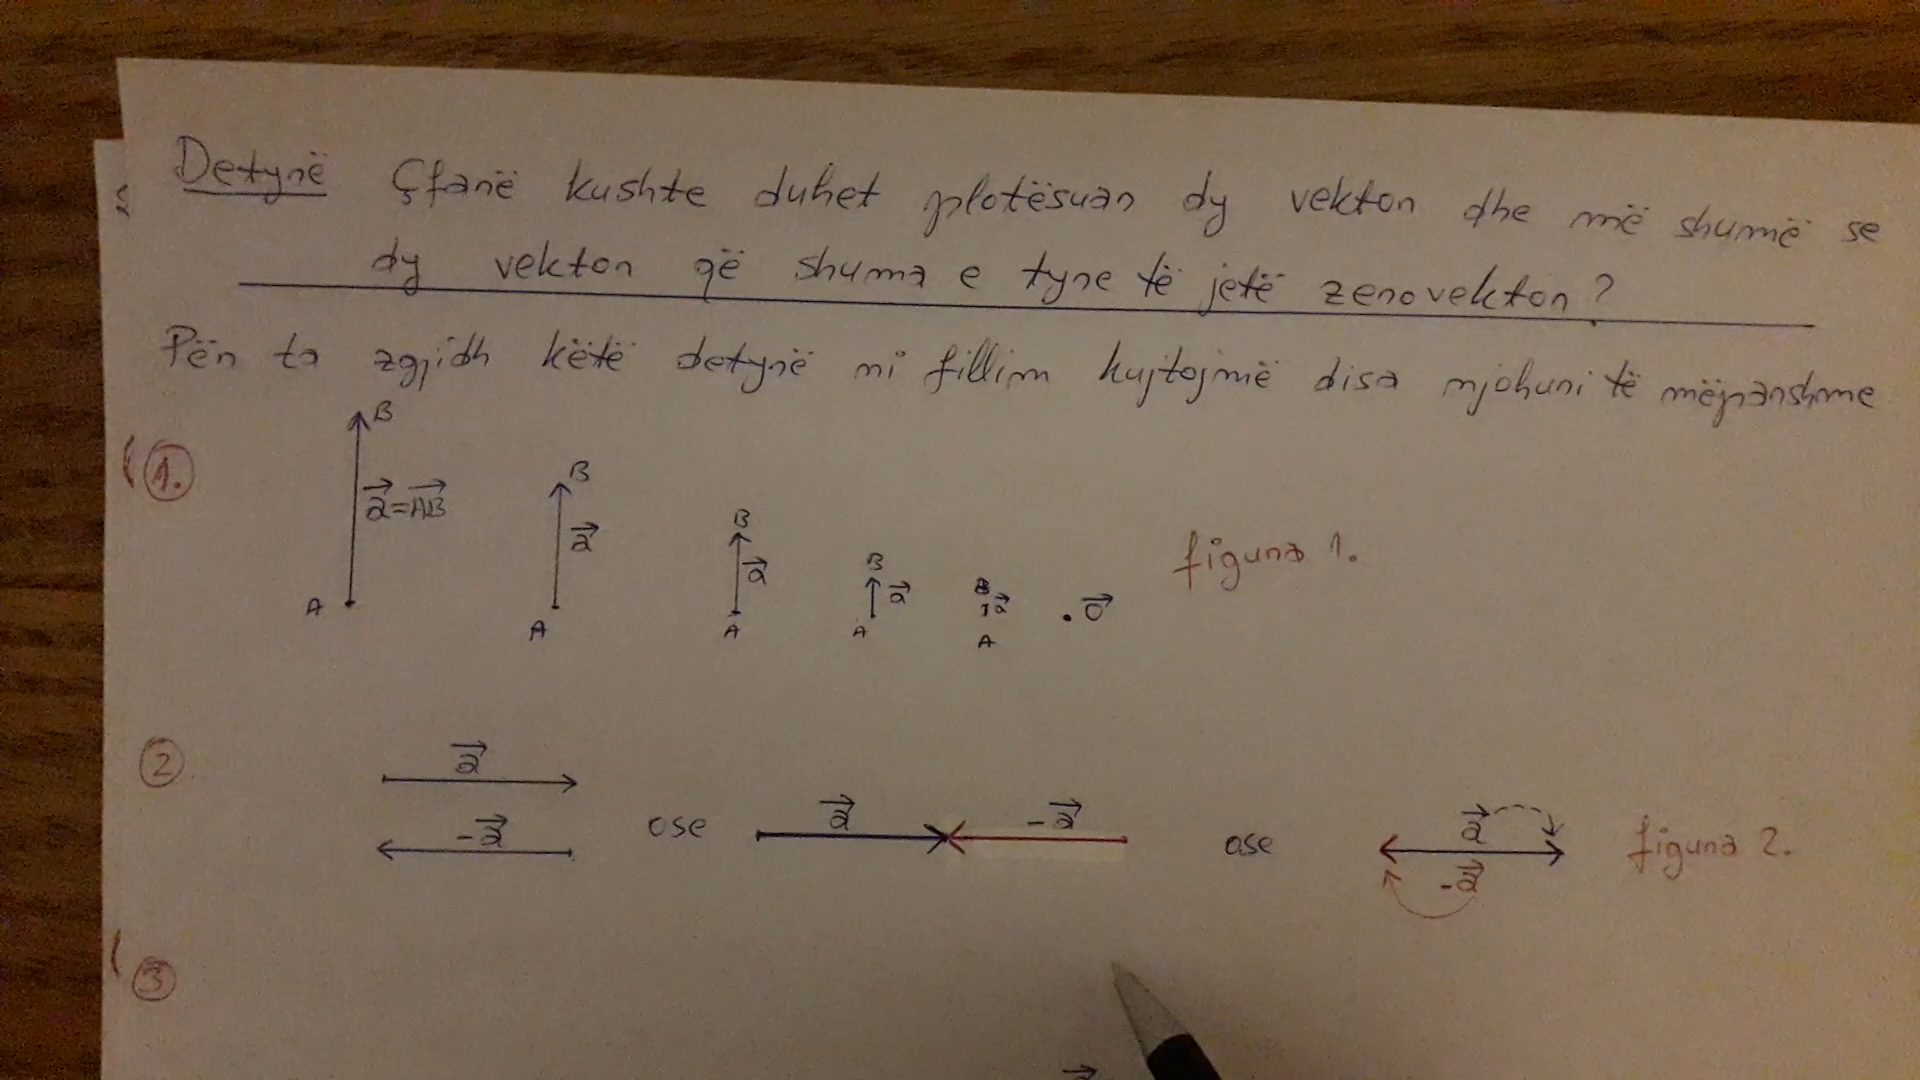 Detyrë Çfarë kushte duhet plotësuar dy vektor dhe më shumë se
dy vektor që shuma e tyre të jetë zerovektor?
Për ta zgjidh këtë detyrë ni fillim kujtojmë disa njohuni të mëparshme
1.
B
a⃗=AB⃗
A
B
a⃗
A
B
a⃗
A
B
a⃗
A
B
a⃗
A
. 0⃗
figura 1.
2.
a⃗
-a⃗
ose
a⃗
-a⃗
ose
a⃗
-a⃗
figura 2.
3